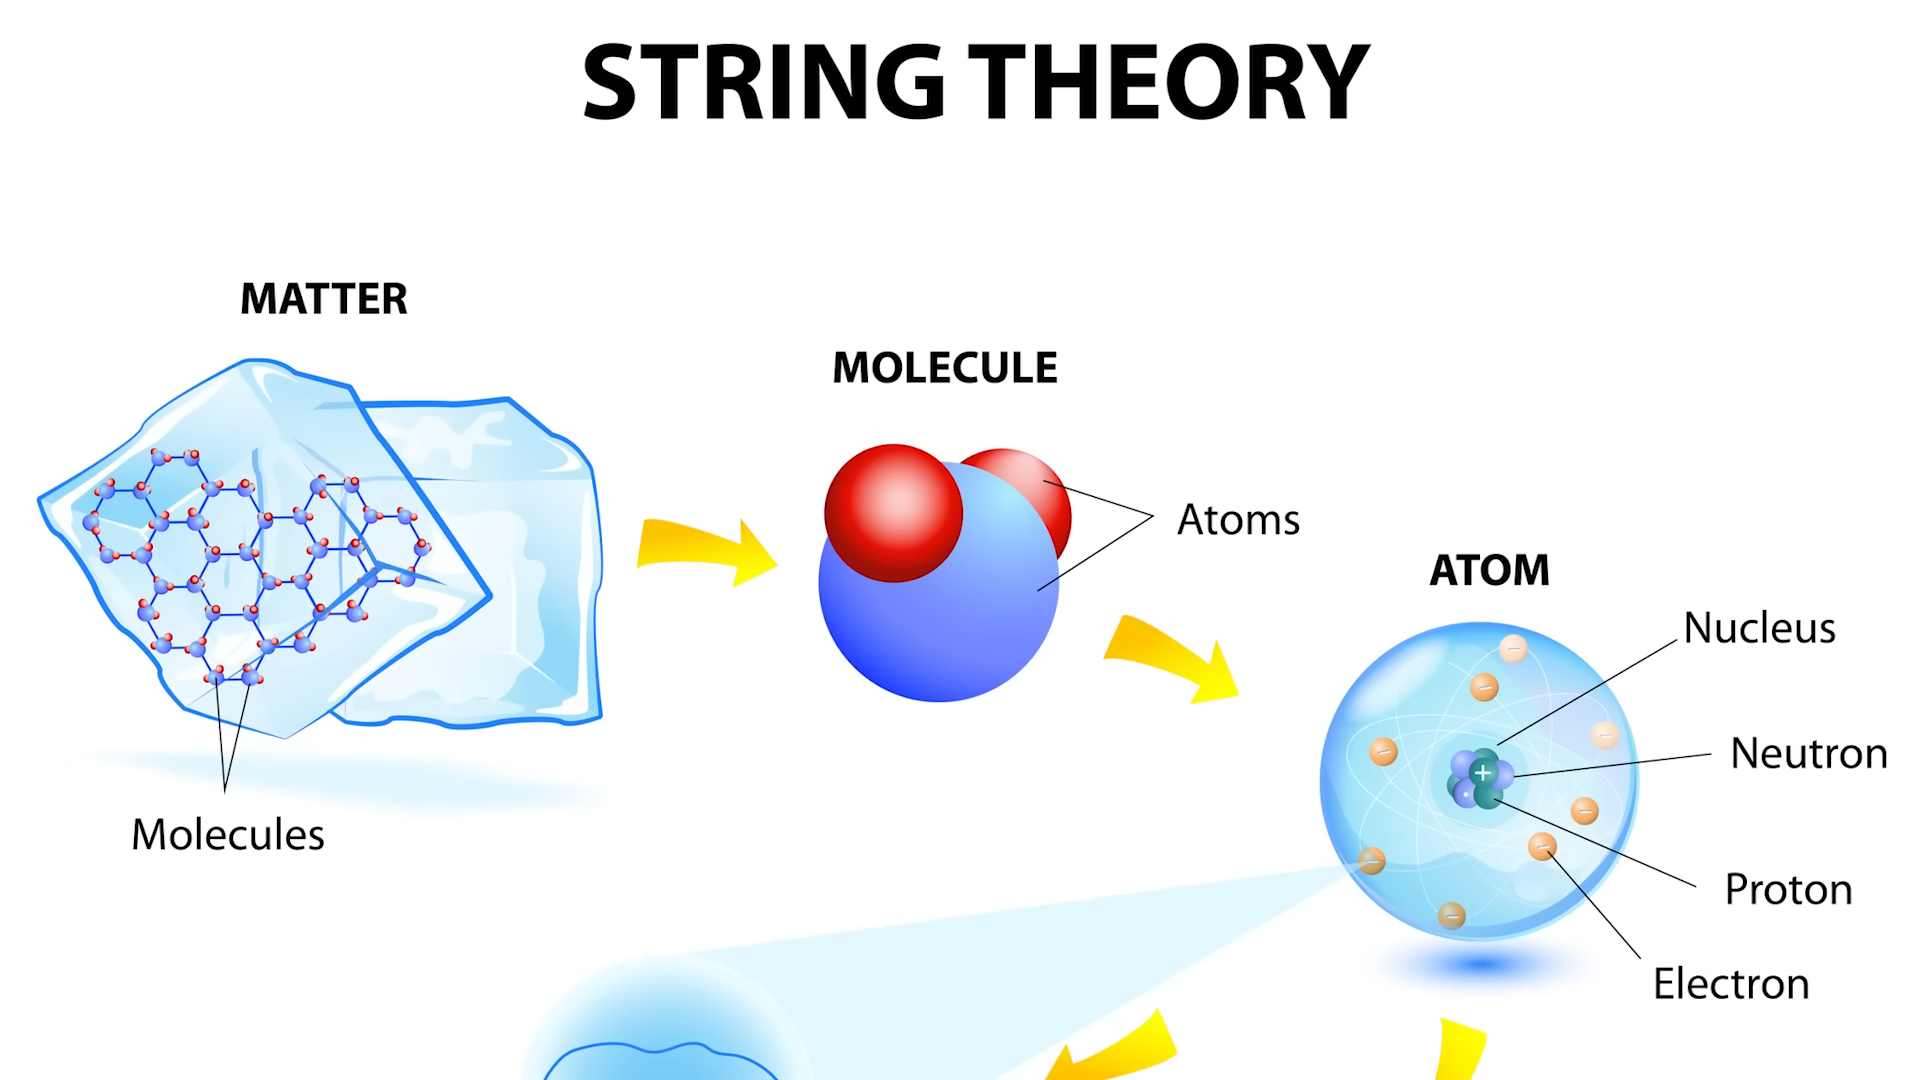 STRING THEORY
MATTER
MOLECULE
Atoms
ATOM
Nucleus
Neutron
Molecules
Proton
Electron